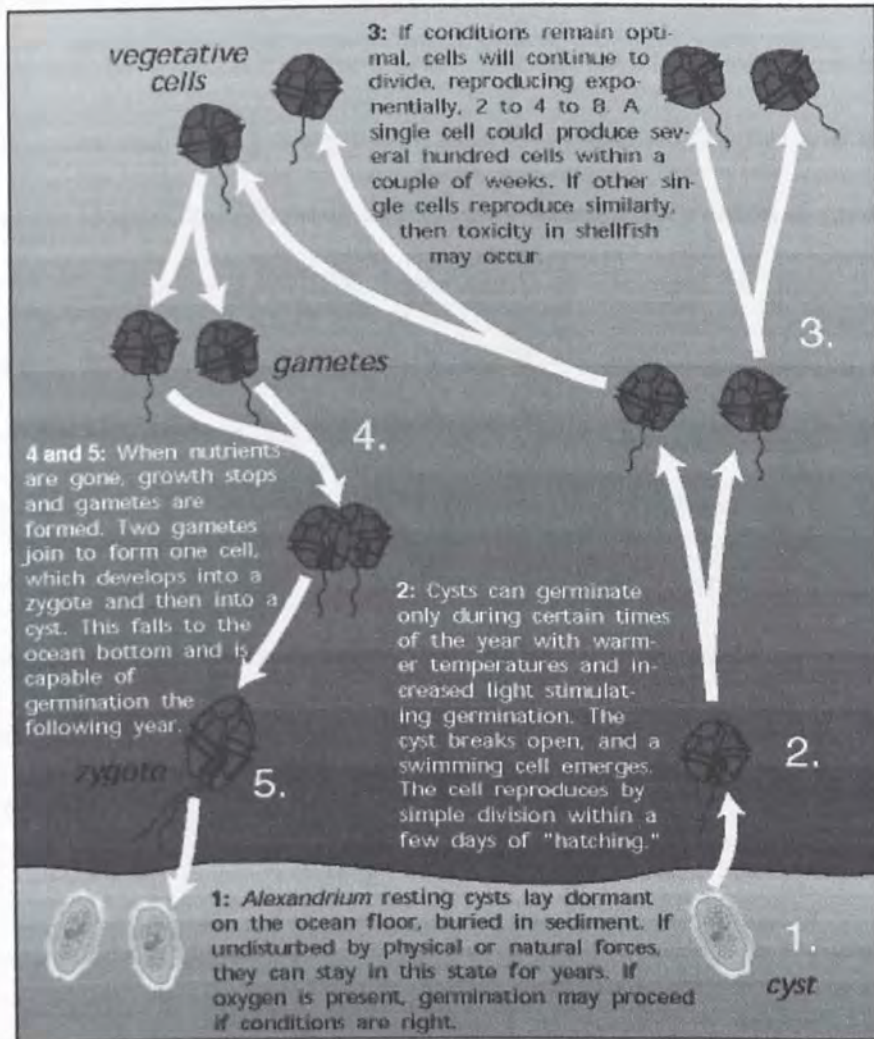 vegetative
cells
3: If conditions remain opti-
mal, cells will continue to
divide, reproducing expo-
nentially, 2 to 4 to 8. A
single cell could produce sev-
eral hundred cells within a
couple of weeks. If other sin-
gle cells reproduce similarly,
then toxicity in shellfish
may occur.
3.
gametes
4.
4 and 5: When nutrients
are gone, growth stops
and gametes are
formed. Two gametes
join to form one cell,
which develops into a
zygote and then into a
cyst. This falls to the
ocean bottom and is
capable of
germination the
following year.
zygote
5.
2: Cysts can germinate
only during certain times
of the year with warm-
er temperatures and in-
creased light stimulat-
ing germination. The
cyst breaks open, and a
swimming cell emerges.
The cell reproduces by
simple division within a
few days of "hatching."
2.
1: Alexandrium resting cysts lay dormant
on the ocean floor, buried in sediment. If
undisturbed by physical or natural forces,
they can stay in this state for years. If
oxygen is present, germination may proceed
if conditions are right.
1.
cyst